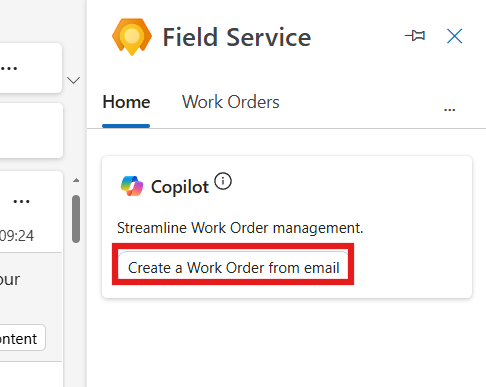 Field Service
...
Home
Work Orders
...
...
Copilot
09:24
Streamline Work Order management.
our
Create a Work Order from email
ontent